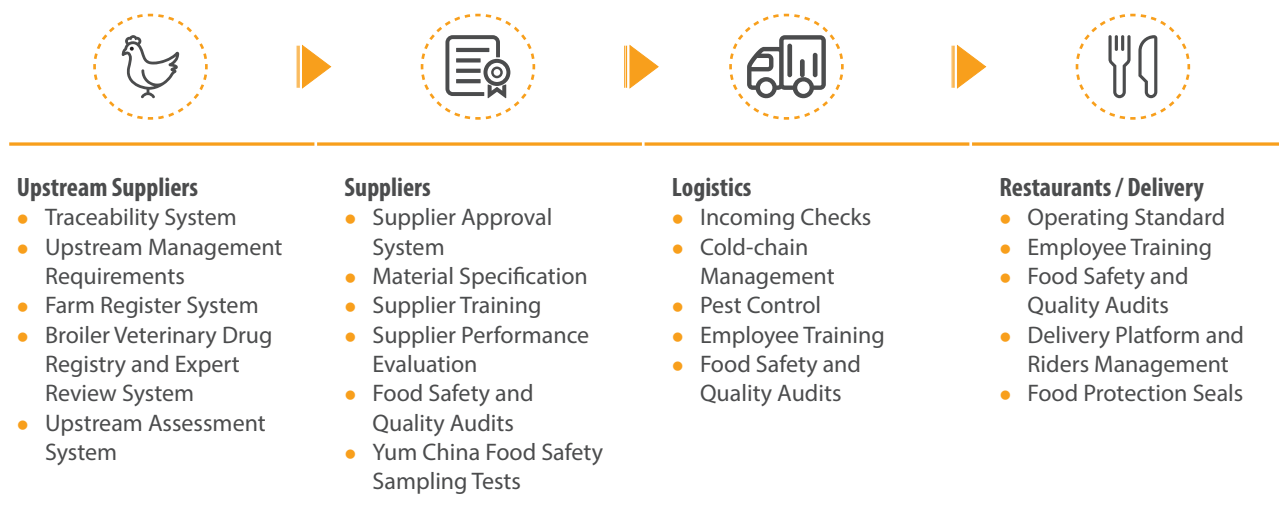 Upstream Suppliers
● Traceability System
● Upstream Management
Requirements
● Farm Register System
● Broiler Veterinary Drug
Registry and Expert
Review System
● Upstream Assessment
System
Suppliers
● Supplier Approval
System
● Material Specification
● Supplier Training
● Supplier Performance
Evaluation
● Food Safety and
Quality Audits
● Yum China Food Safety
Sampling Tests
Logistics
● Incoming Checks
● Cold-chain
Management
● Pest Control
● Employee Training
● Food Safety and
Quality Audits
Restaurants / Delivery
● Operating Standard
● Employee Training
● Food Safety and
Quality Audits
● Delivery Platform and
Riders Management
● Food Protection Seals